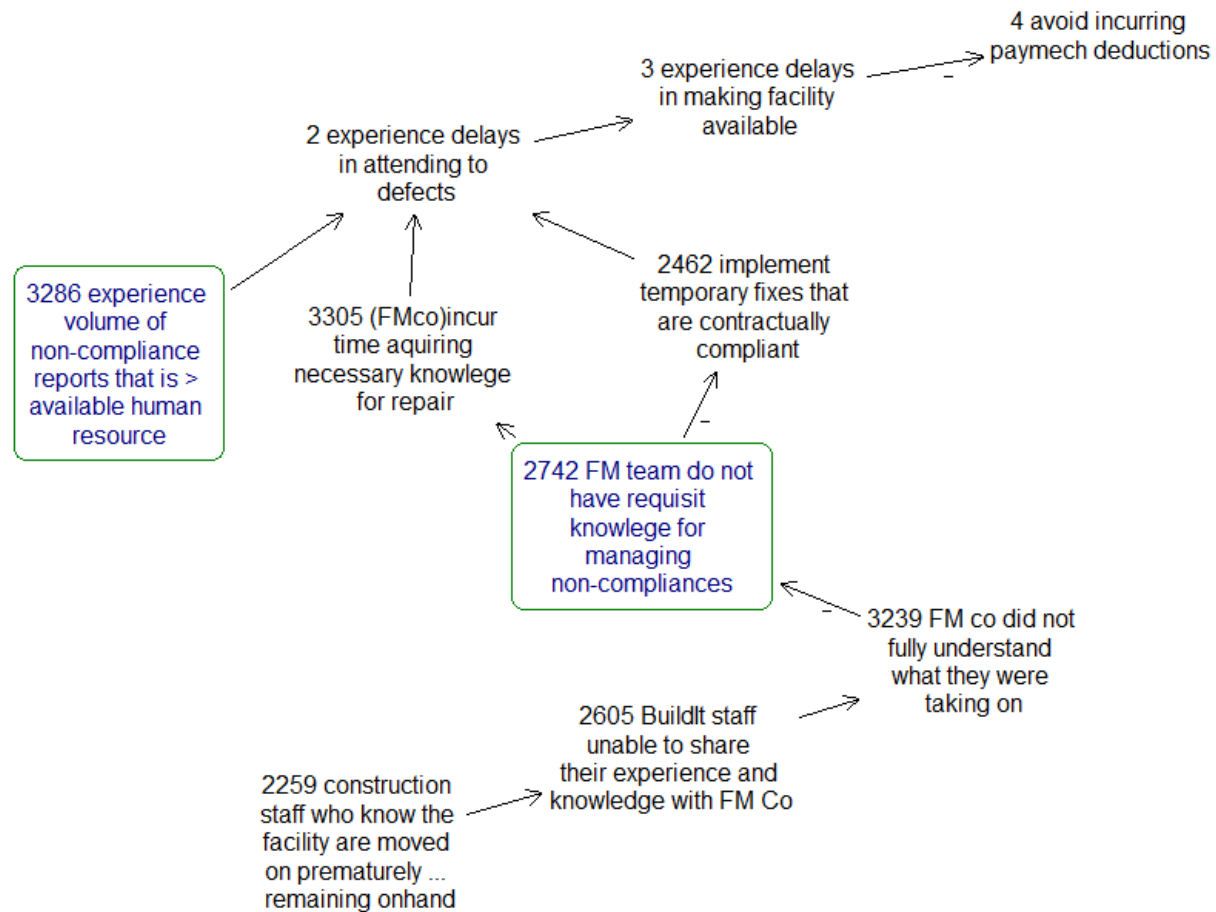 4 avoid incurring
paymech deductions
3 experience delays
in making facility
available
2 experience delays
in attending to
defects
3286 experience
volume of
non-compliance
reports that is >
available human
resource
3305 (FMco)incur
time aquiring
necessary knowlege
for repair
2462 implement
temporary fixes that
are contractually
compliant
2742 FM team do not
have requisit
knowlege for
managing
non-compliances
3239 FM co did not
fully understand
what they were
taking on
2605 BuildIt staff
unable to share
their experience and
knowledge with FM Co
2259 construction
staff who know the
facility are moved
on prematurely ...
remaining onhand